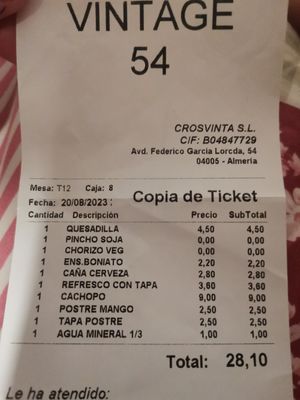 VINTAGE
54
CROSVINTA S.L.
CIF: B04847729
Avd. Federico Garcia Lorcda, 54
04005 - Almeria
Mesa: T12 Caja: 8
Fecha: 20/08/2023 : Copia de Ticket
Cantidad Descripción Precio SubTotal
1 QUESADILLA 4,50 4,50
1 PINCHO SOJA 0,00 0,00
1 CHORIZO VEG 0,00 0,00
1 ENS.BONIATO 2,20 2,20
1 CAÑA CERVEZA 2,80 2,80
1 REFRESCO CON TAPA 3,60 3,60
1 CACHOPO 9,00 9,00
1 POSTRE MANGO 2,50 2,50
1 TAPA POSTRE 2,50 2,50
1 AGUA MINERAL 1/3 1,00 1,00
Total: 28,10
Le ha atendido: